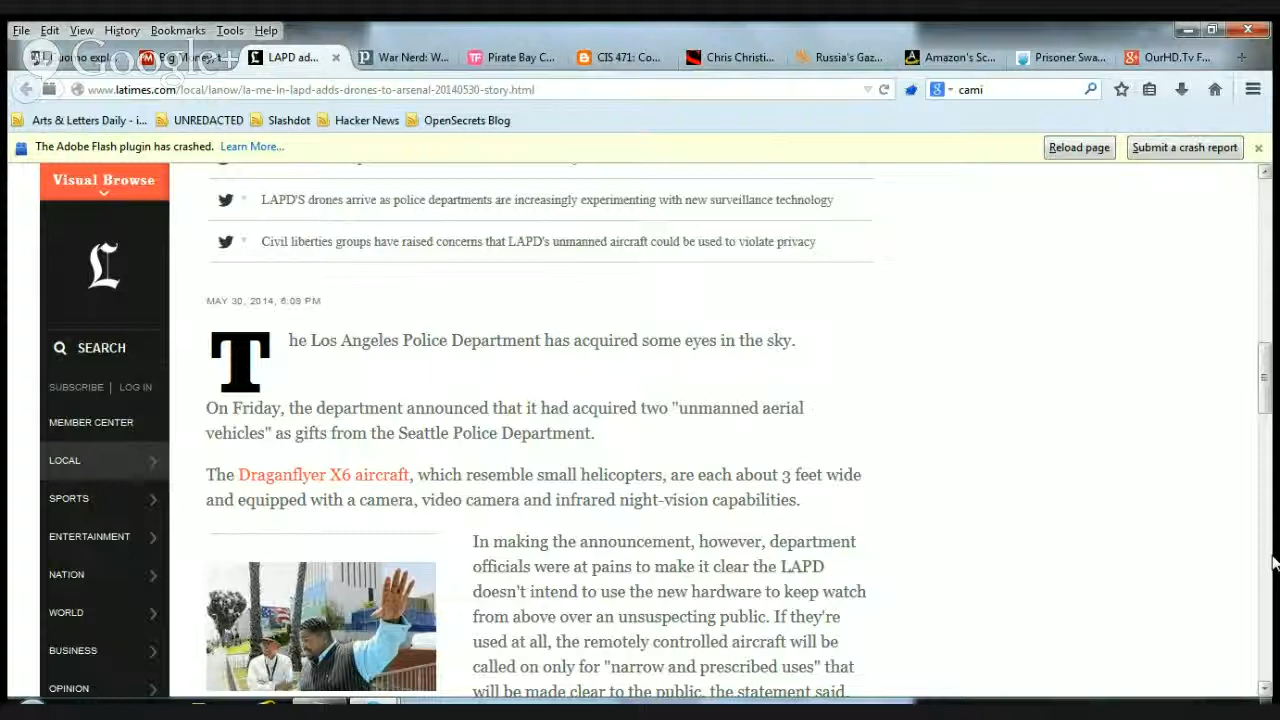 File Edit View History Bookmarks Tools Help
Google+
LAPD ad... War Nerd: W... Pirate Bay C... CIS 471: Co... Chris Christi... Russia's Gaz... Amazon's Sc... Prisoner Swa... OurHD.Tv F...
www.latimes.com/local/lanow/la-me-ln-lapd-adds-drones-to-arsenal-20140530-story.html
cami
Arts & Letters Daily - i... UNREDACTED Slashdot Hacker News OpenSecrets Blog
The Adobe Flash plugin has crashed. Learn More... Reload page Submit a crash report
Visual Browse
L
SEARCH
SUBSCRIBE | LOG IN
MEMBER CENTER
LOCAL
SPORTS
ENTERTAINMENT
NATION
WORLD
BUSINESS
OPINION
LAPD'S drones arrive as police departments are increasingly experimenting with new surveillance technology
Civil liberties groups have raised concerns that LAPD's unmanned aircraft could be used to violate privacy
MAY 30, 2014, 6:09 PM
The Los Angeles Police Department has acquired some eyes in the sky.
On Friday, the department announced that it had acquired two "unmanned aerial
vehicles" as gifts from the Seattle Police Department.
The Draganflyer X6 aircraft, which resemble small helicopters, are each about 3 feet wide
and equipped with a camera, video camera and infrared night-vision capabilities.
In making the announcement, however, department
officials were at pains to make it clear the LAPD
doesn't intend to use the new hardware to keep watch
from above over an unsuspecting public. If they're
used at all, the remotely controlled aircraft will be
called on only for "narrow and prescribed uses" that
will be made clear to the public, the statement said.